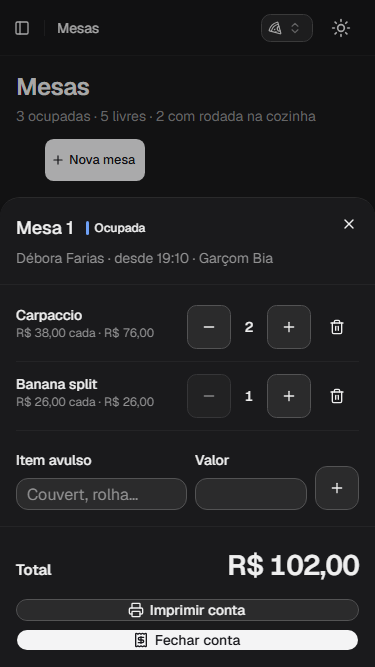 Mesas
Mesas
3 ocupadas · 5 livres · 2 com rodada na cozinha
Nova mesa
Mesa 1 Ocupada
Débora Farias · desde 19:10 · Garçom Bia
Carpaccio
R$ 38,00 cada · R$ 76,00
2
Banana split
R$ 26,00 cada · R$ 26,00
1
Item avulso Valor
Couvert, rolha...
Total R$ 102,00
Imprimir conta
Fechar conta